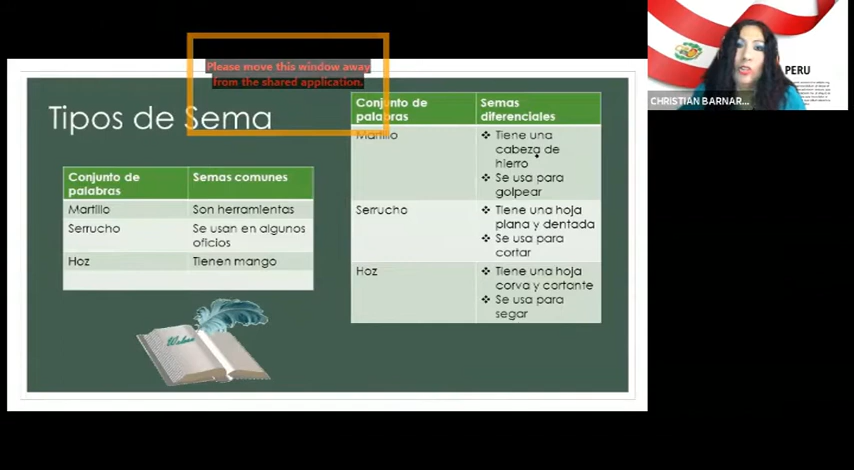 Please move this window away
from the shared application.
PERU
CHRISTIAN BARNAR...
Tipos de Sema
Conjunto de
palabras
Semas comunes
Martillo
Son herramientas
Serrucho
Se usan en algunos
oficios
Hoz
Tienen mango
Conjunto de
palabras
Semas
diferenciales
Martillo
❖ Tiene una
cabeza de
hierro
❖ Se usa para
golpear
Serrucho
❖ Tiene una hoja
plana y dentada
❖ Se usa para
cortar
Hoz
❖ Tiene una hoja
corva y cortante
❖ Se usa para
segar